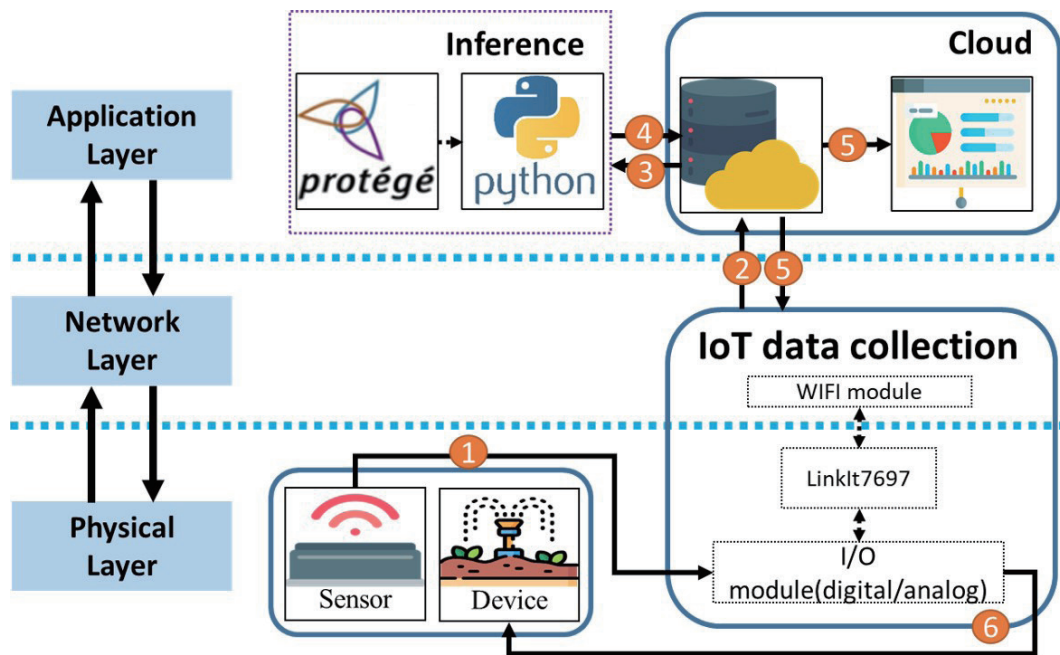 Application
Layer
Network
Layer
Physical
Layer
Inference
protégé
python
4
3
Cloud
5
2
5
IoT data collection
WIFI module
LinkIt7697
I/O
module(digital/analog)
6
1
Sensor
Device